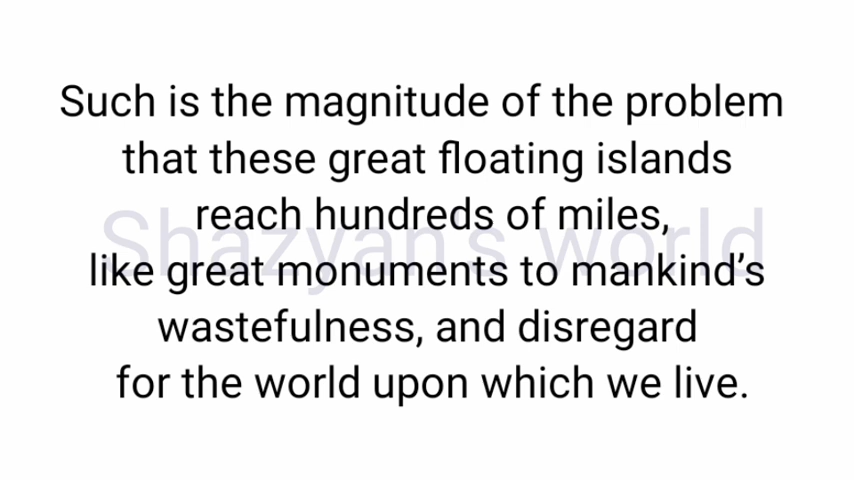 Such is the magnitude of the problem
that these great floating islands
reach hundreds of miles,
Shazyan's world
like great monuments to mankind’s
wastefulness, and disregard
for the world upon which we live.